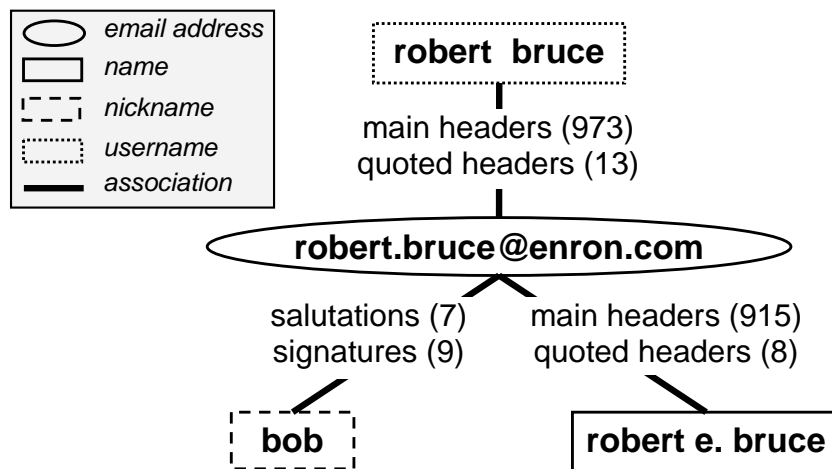 email address
name
nickname
username
association
robert bruce
main headers (973)
quoted headers (13)
robert.bruce@enron.com
salutations (7)
signatures (9)
main headers (915)
quoted headers (8)
bob
robert e. bruce